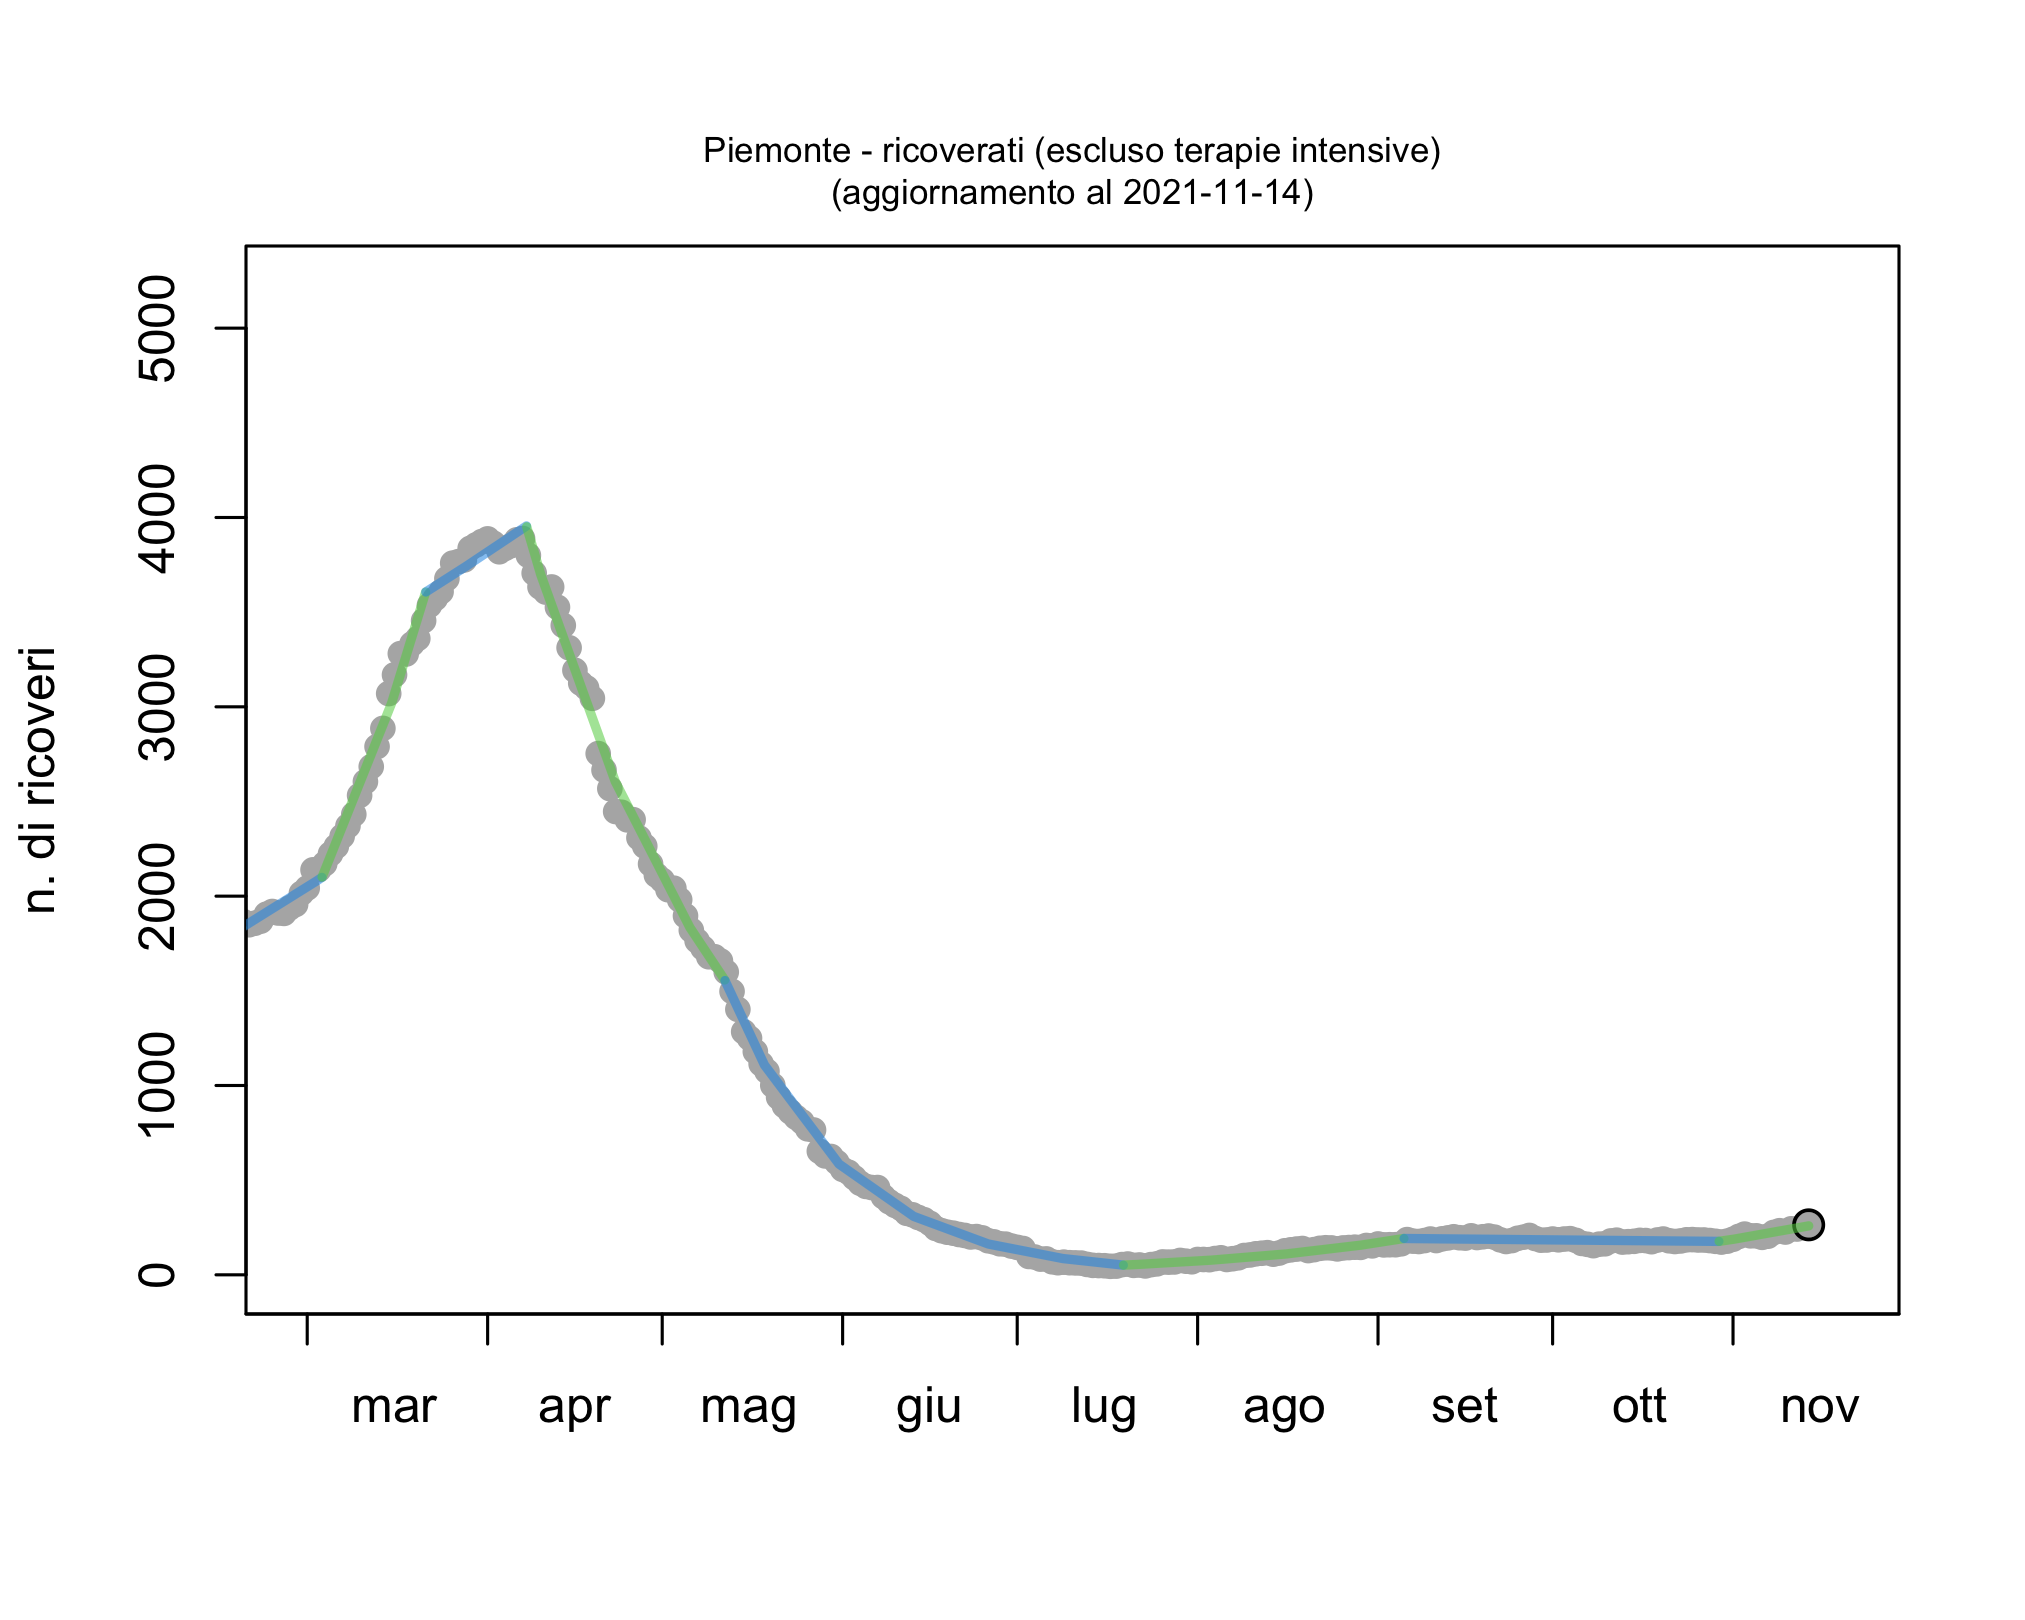 Piemonte - ricoverati (escluso terapie intensive)
(aggiornamento al 2021-11-14)
n. di ricoveri
5000
4000
3000
2000
1000
0
mar apr mag giu lug ago set ott nov